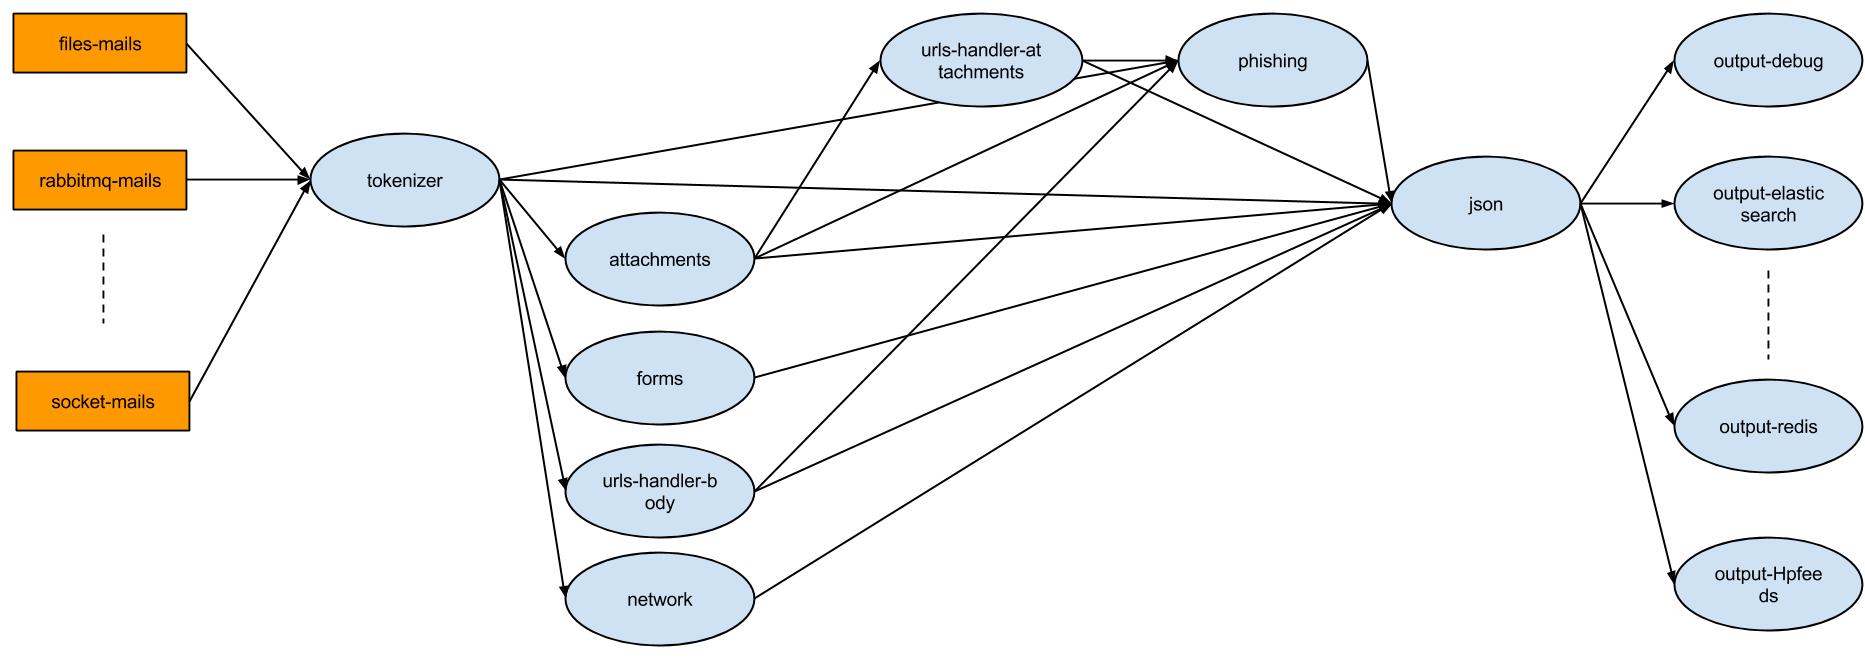 files-mails
rabbitmq-mails
socket-mails
tokenizer
urls-handler-at
tachments
phishing
attachments
forms
urls-handler-b
ody
network
json
output-debug
output-elastic
search
output-redis
output-Hpfee
ds